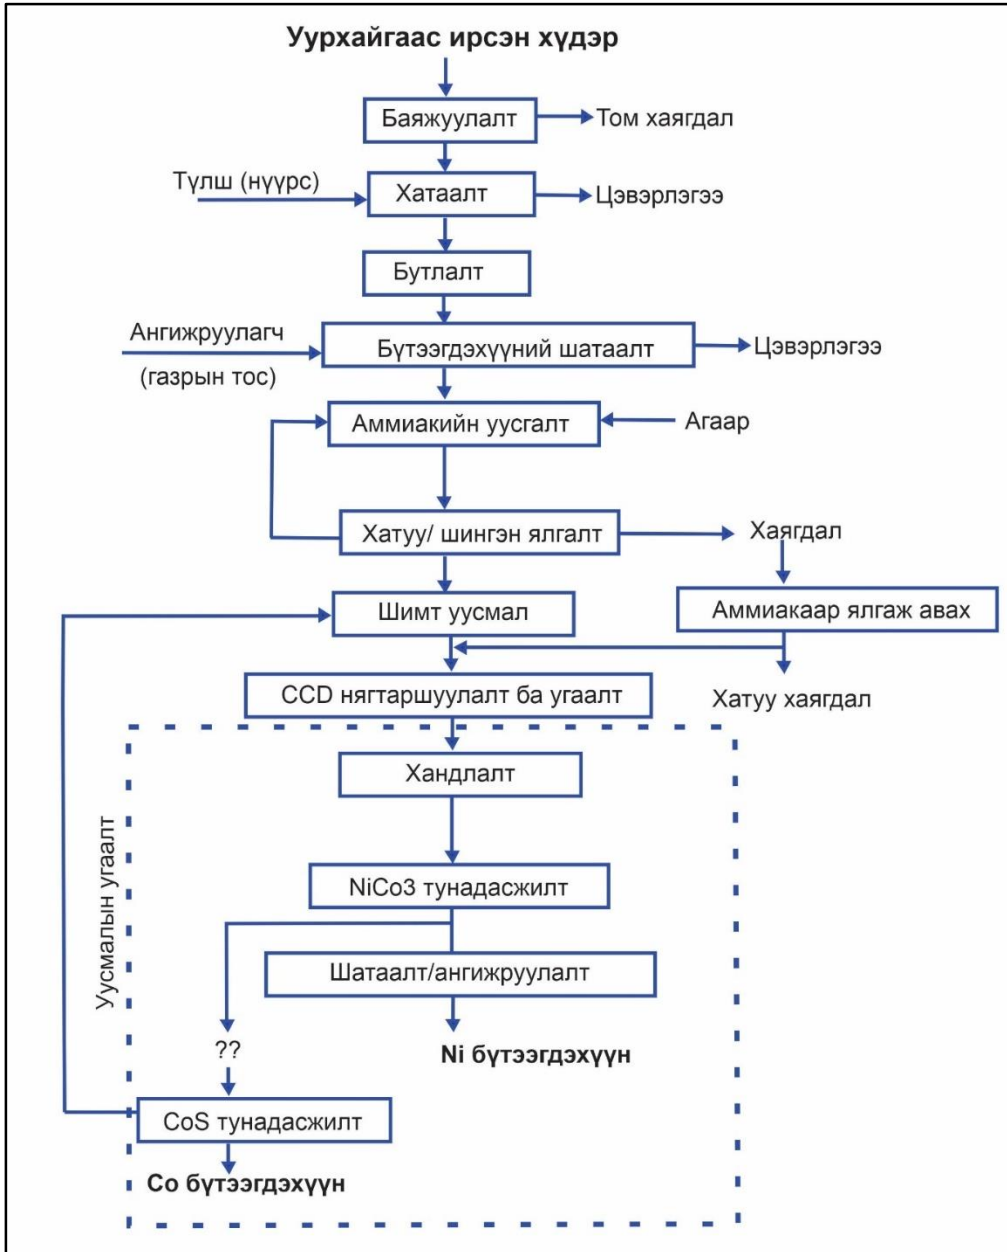 Уурхайгаас ирсэн хүдэр
Баяжуулалт
Том хаягдал
Түлш (нүүрс)
Хатаалт
Цэвэрлэгээ
Бутлалт
Ангижруулагч
(газрын тос)
Бүтээгдэхүүний шатаалт
Цэвэрлэгээ
Аммиакийн уусгалт
Агаар
Хатуу/ шингэн ялгалт
Хаягдал
Шимт уусмал
Аммиакаар ялгаж авах
CCD нягтаршуулалт ба угаалт
Хатуу хаягдал
Хандлалт
Уусмалын угаалт
NiCo3 тунадасжилт
Шатаалт/ангижруулалт
??
Ni бүтээгдэхүүн
CoS тунадасжилт
Co бүтээгдэхүүн